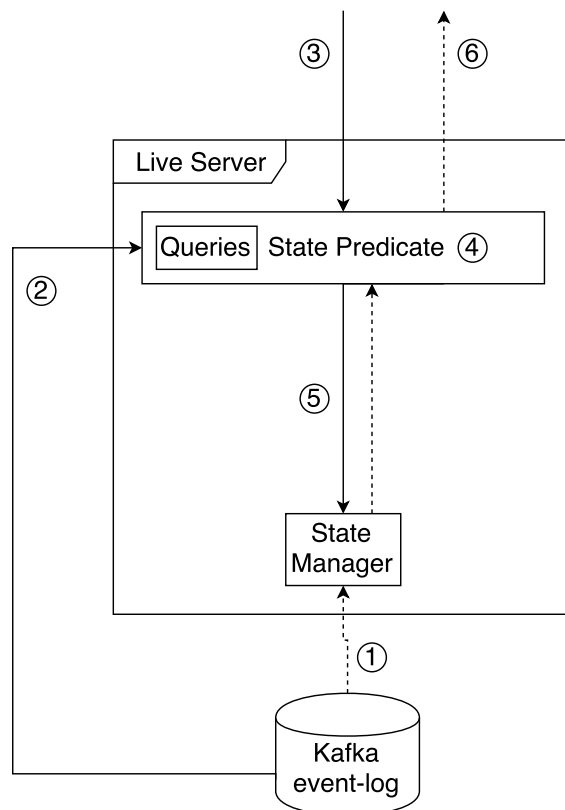 ③
⑥
Live Server
Queries State Predicate ④
②
⑤
State
Manager
①
Kafka
event-log